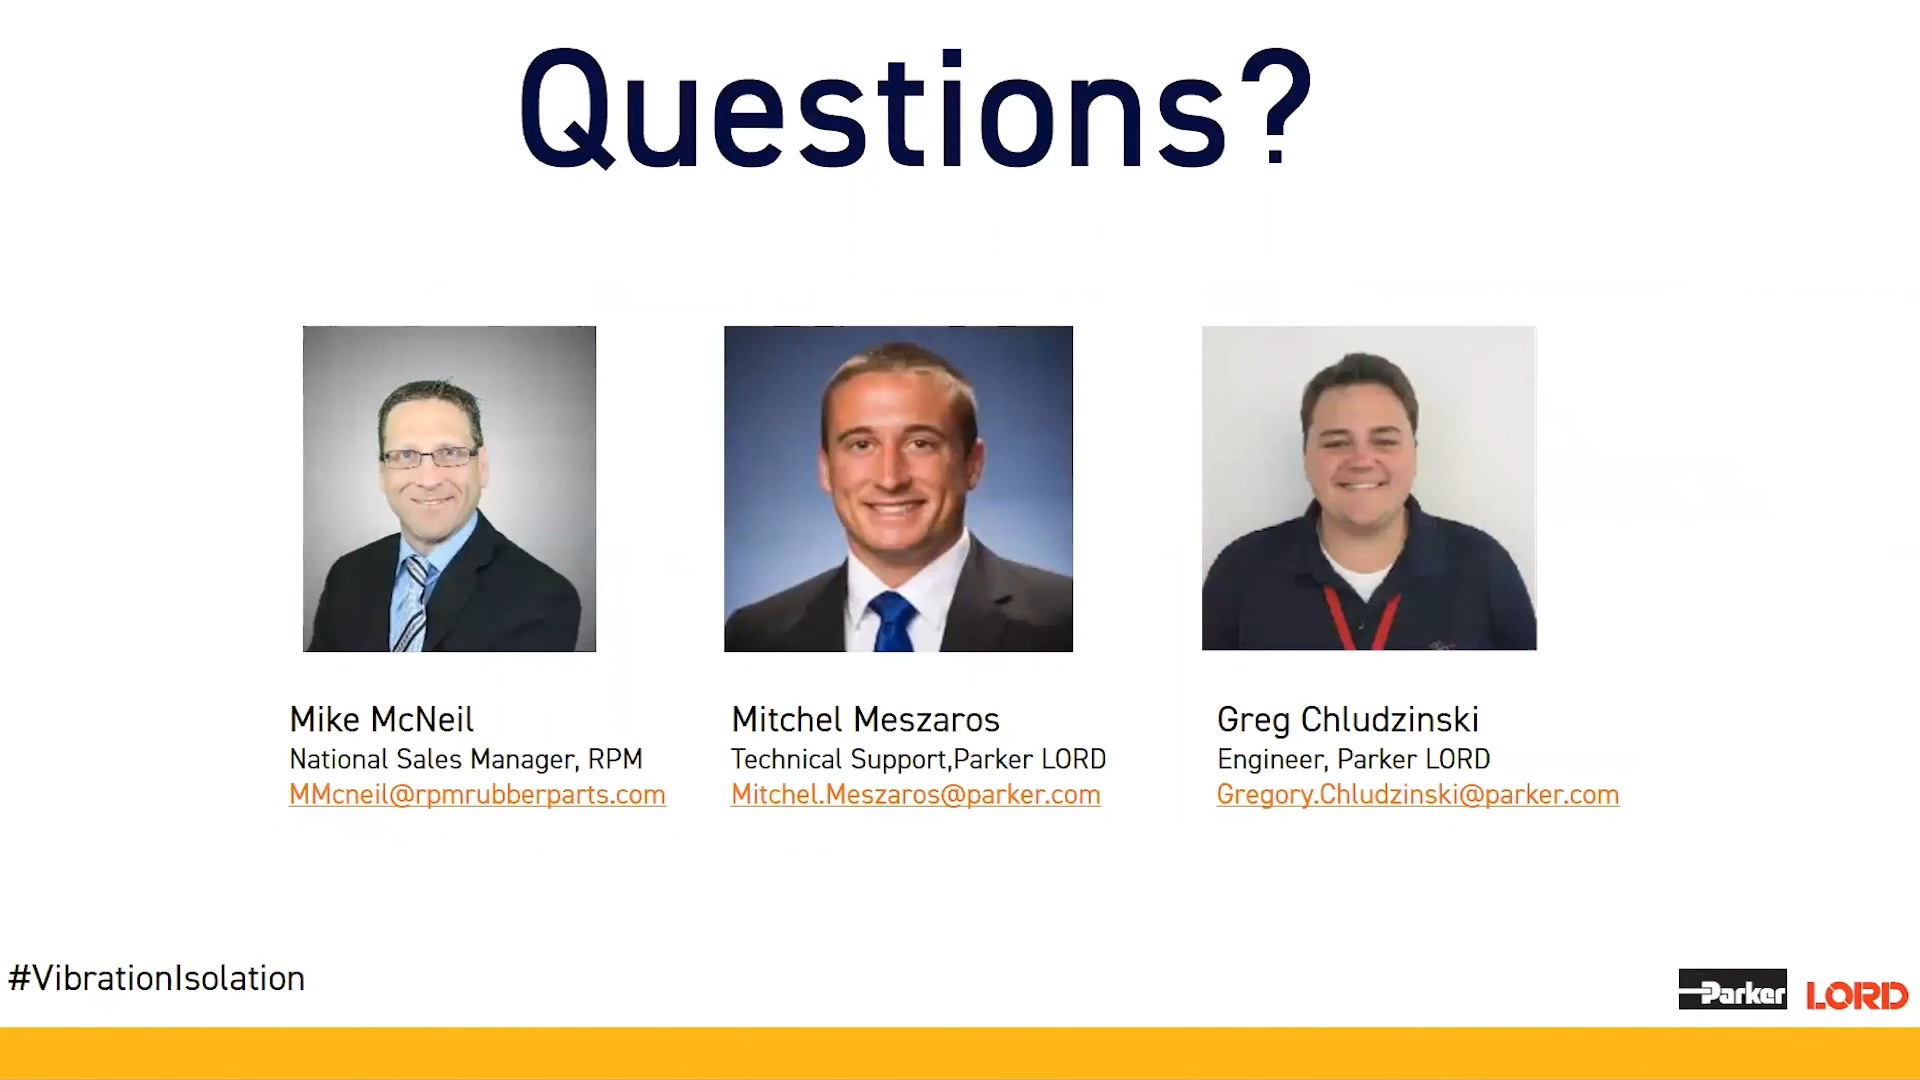 Questions?
Mike McNeil
National Sales Manager, RPM
MMcneil@rpmrubberparts.com
Mitchel Meszaros
Technical Support,Parker LORD
Mitchel.Meszaros@parker.com
Greg Chludzinski
Engineer, Parker LORD
Gregory.Chludzinski@parker.com
#VibrationIsolation
Parker LORD